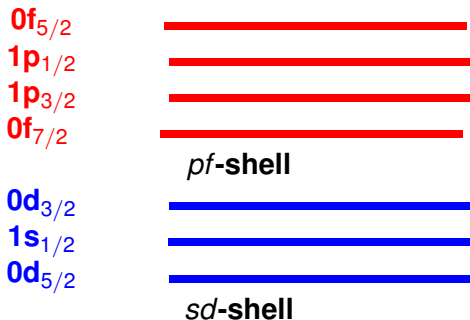 0f5/2
1p1/2
1p3/2
0f7/2
pf-shell
0d3/2
1s1/2
0d5/2
sd-shell